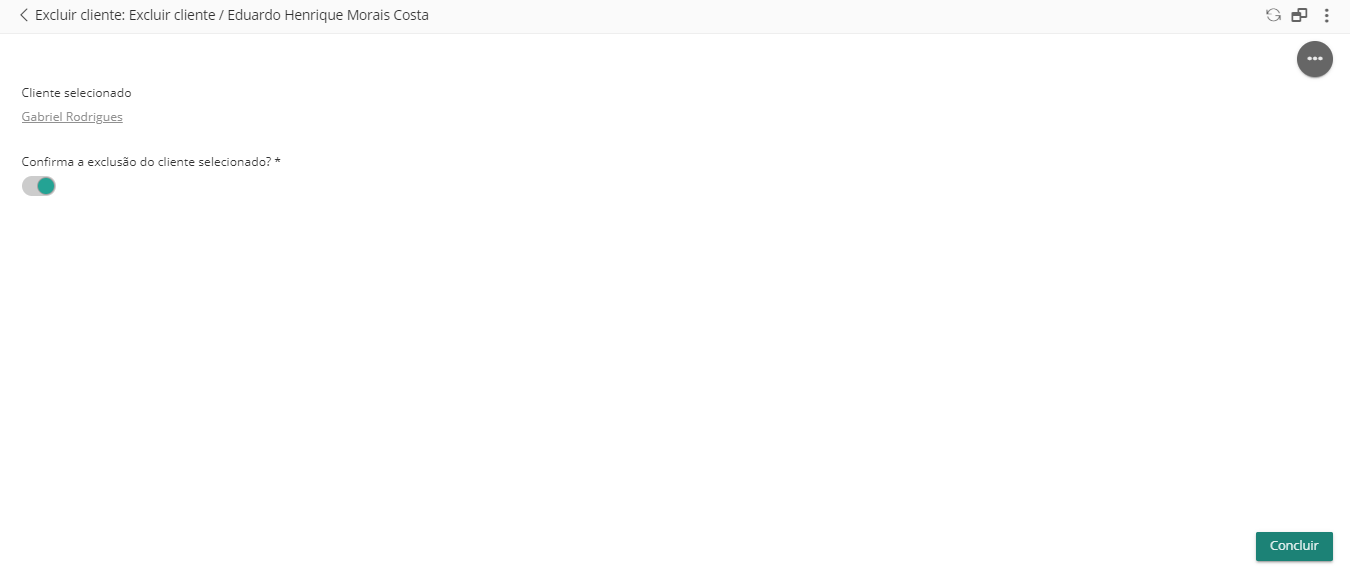 Excluir cliente: Excluir cliente / Eduardo Henrique Morais Costa
Cliente selecionado
Gabriel Rodrigues
Confirma a exclusão do cliente selecionado? *
Concluir